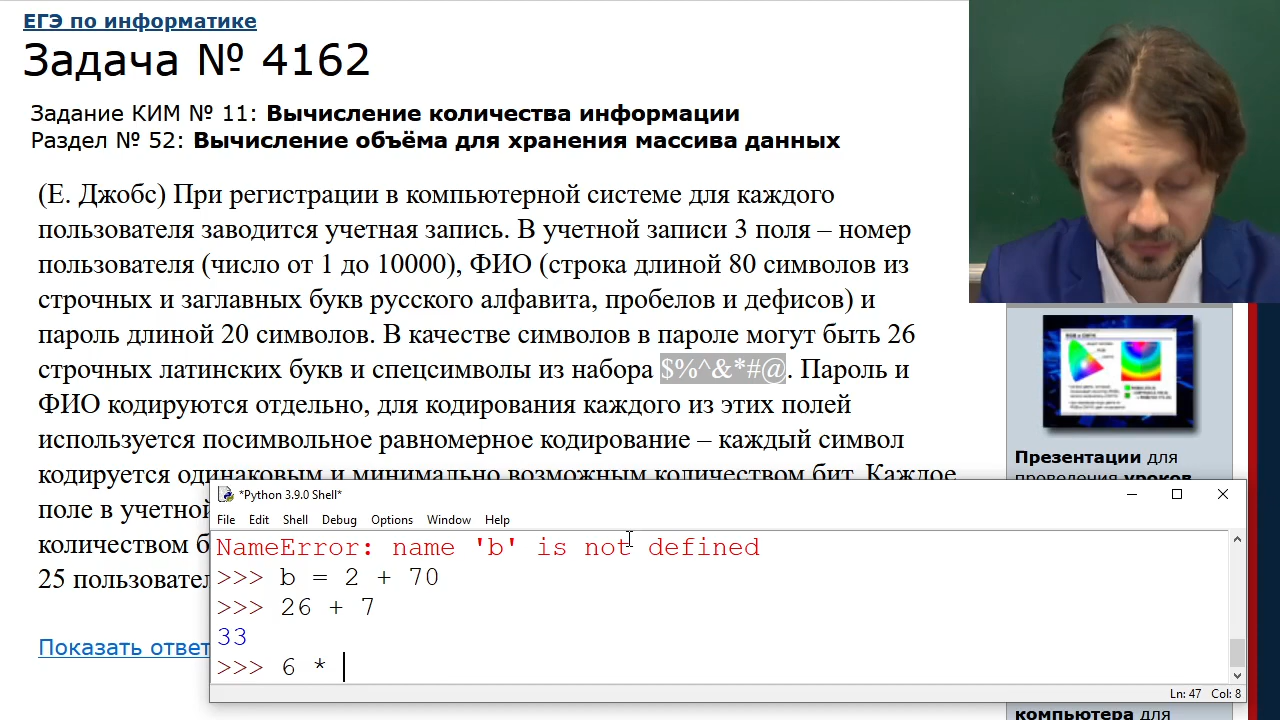 ЕГЭ по информатике
Задача № 4162
Задание КИМ № 11: Вычисление количества информации
Раздел № 52: Вычисление объёма для хранения массива данных
(Е. Джобс) При регистрации в компьютерной системе для каждого
пользователя заводится учетная запись. В учетной записи 3 поля – номер
пользователя (число от 1 до 10000), ФИО (строка длиной 80 символов из
строчных и заглавных букв русского алфавита, пробелов и дефисов) и
пароль длиной 20 символов. В качестве символов в пароле могут быть 26
строчных латинских букв и спецсимволы из набора $%^&*#@. Пароль и
ФИО кодируются отдельно, для кодирования каждого из этих полей
используется посимвольное равномерное кодирование – каждый символ
кодируется одинаковым и минимально возможным количеством бит. Каждое
поле в учетной
количеством б
25 пользовател
Показать ответ
Презентации для
проведения уроков
компьютера для
*Python 3.9.0 Shell*
File Edit Shell Debug Options Window Help
NameError: name 'b' is not defined
>>> b = 2 + 70
>>> 26 + 7
33
>>> 6 *
Ln: 47 Col: 8